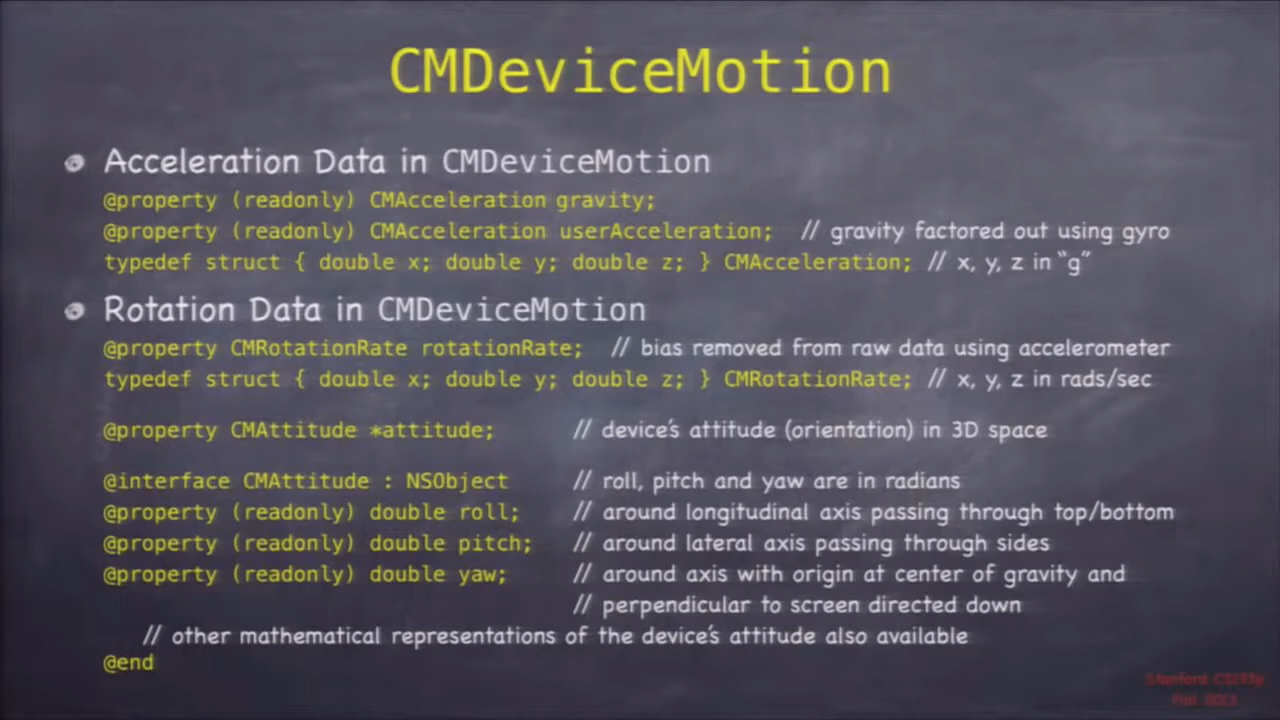 CMDeviceMotion
Acceleration Data in CMDeviceMotion
@property (readonly) CMAcceleration gravity;
@property (readonly) CMAcceleration userAcceleration; // gravity factored out using gyro
typedef struct { double x; double y; double z; } CMAcceleration; // x, y, z in “g”
Rotation Data in CMDeviceMotion
@property CMRotationRate rotationRate; // bias removed from raw data using accelerometer
typedef struct { double x; double y; double z; } CMRotationRate; // x, y, z in rads/sec
@property CMAttitude *attitude; // device’s attitude (orientation) in 3D space
@interface CMAttitude : NSObject // roll, pitch and yaw are in radians
@property (readonly) double roll; // around longitudinal axis passing through top/bottom
@property (readonly) double pitch; // around lateral axis passing through sides
@property (readonly) double yaw; // around axis with origin at center of gravity and
// perpendicular to screen directed down
// other mathematical representations of the device’s attitude also available
@end
Stanford CS193p
Fall 2013